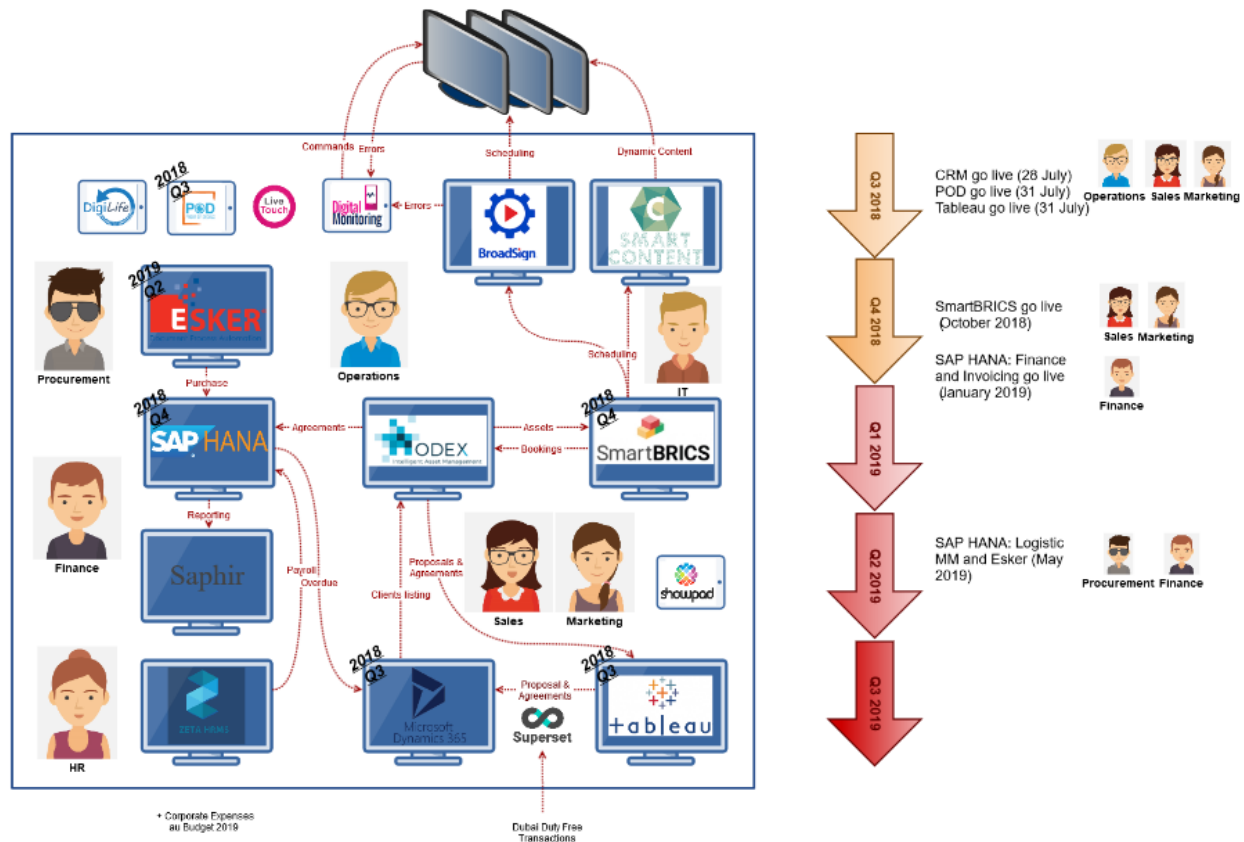 Commands
Errors
Scheduling
Dynamic Content
DigiLife
2018
Q3
POD
Live
Touch
Digital
Monitoring
Errors
BroadSign
C
SMART
CONTENT
2019
Q2
ESKER
Procurement
Operations
Scheduling
IT
Purchase
2018
Q4
SAP HANA
Agreements
ODEX
Intelligent Asset Management
Assets
Bookings
2018
Q4
SmartBRICS
Finance
Reporting
Saphir
Payroll
Overdue
Proposals &
Agreements
Clients listing
Sales
Marketing
showpad
HR
ZETA HRMS
2018
Q3
Microsoft
Dynamics 365
Proposal &
Agreements
Superset
2018
Q3
+ableau
+ Corporate Expenses
au Budget 2019
Dubai Duty Free
Transactions
Q3 2018
CRM go live (28 July)
POD go live (31 July)
Tableau go live (31 July)
Operations Sales Marketing
Q4 2018
SmartBRICS go live
(October 2018)
Sales Marketing
SAP HANA: Finance
and Invoicing go live
(January 2019)
Finance
Q1 2019
Q2 2019
SAP HANA: Logistic
MM and Esker (May
2019)
Procurement Finance
Q3 2019